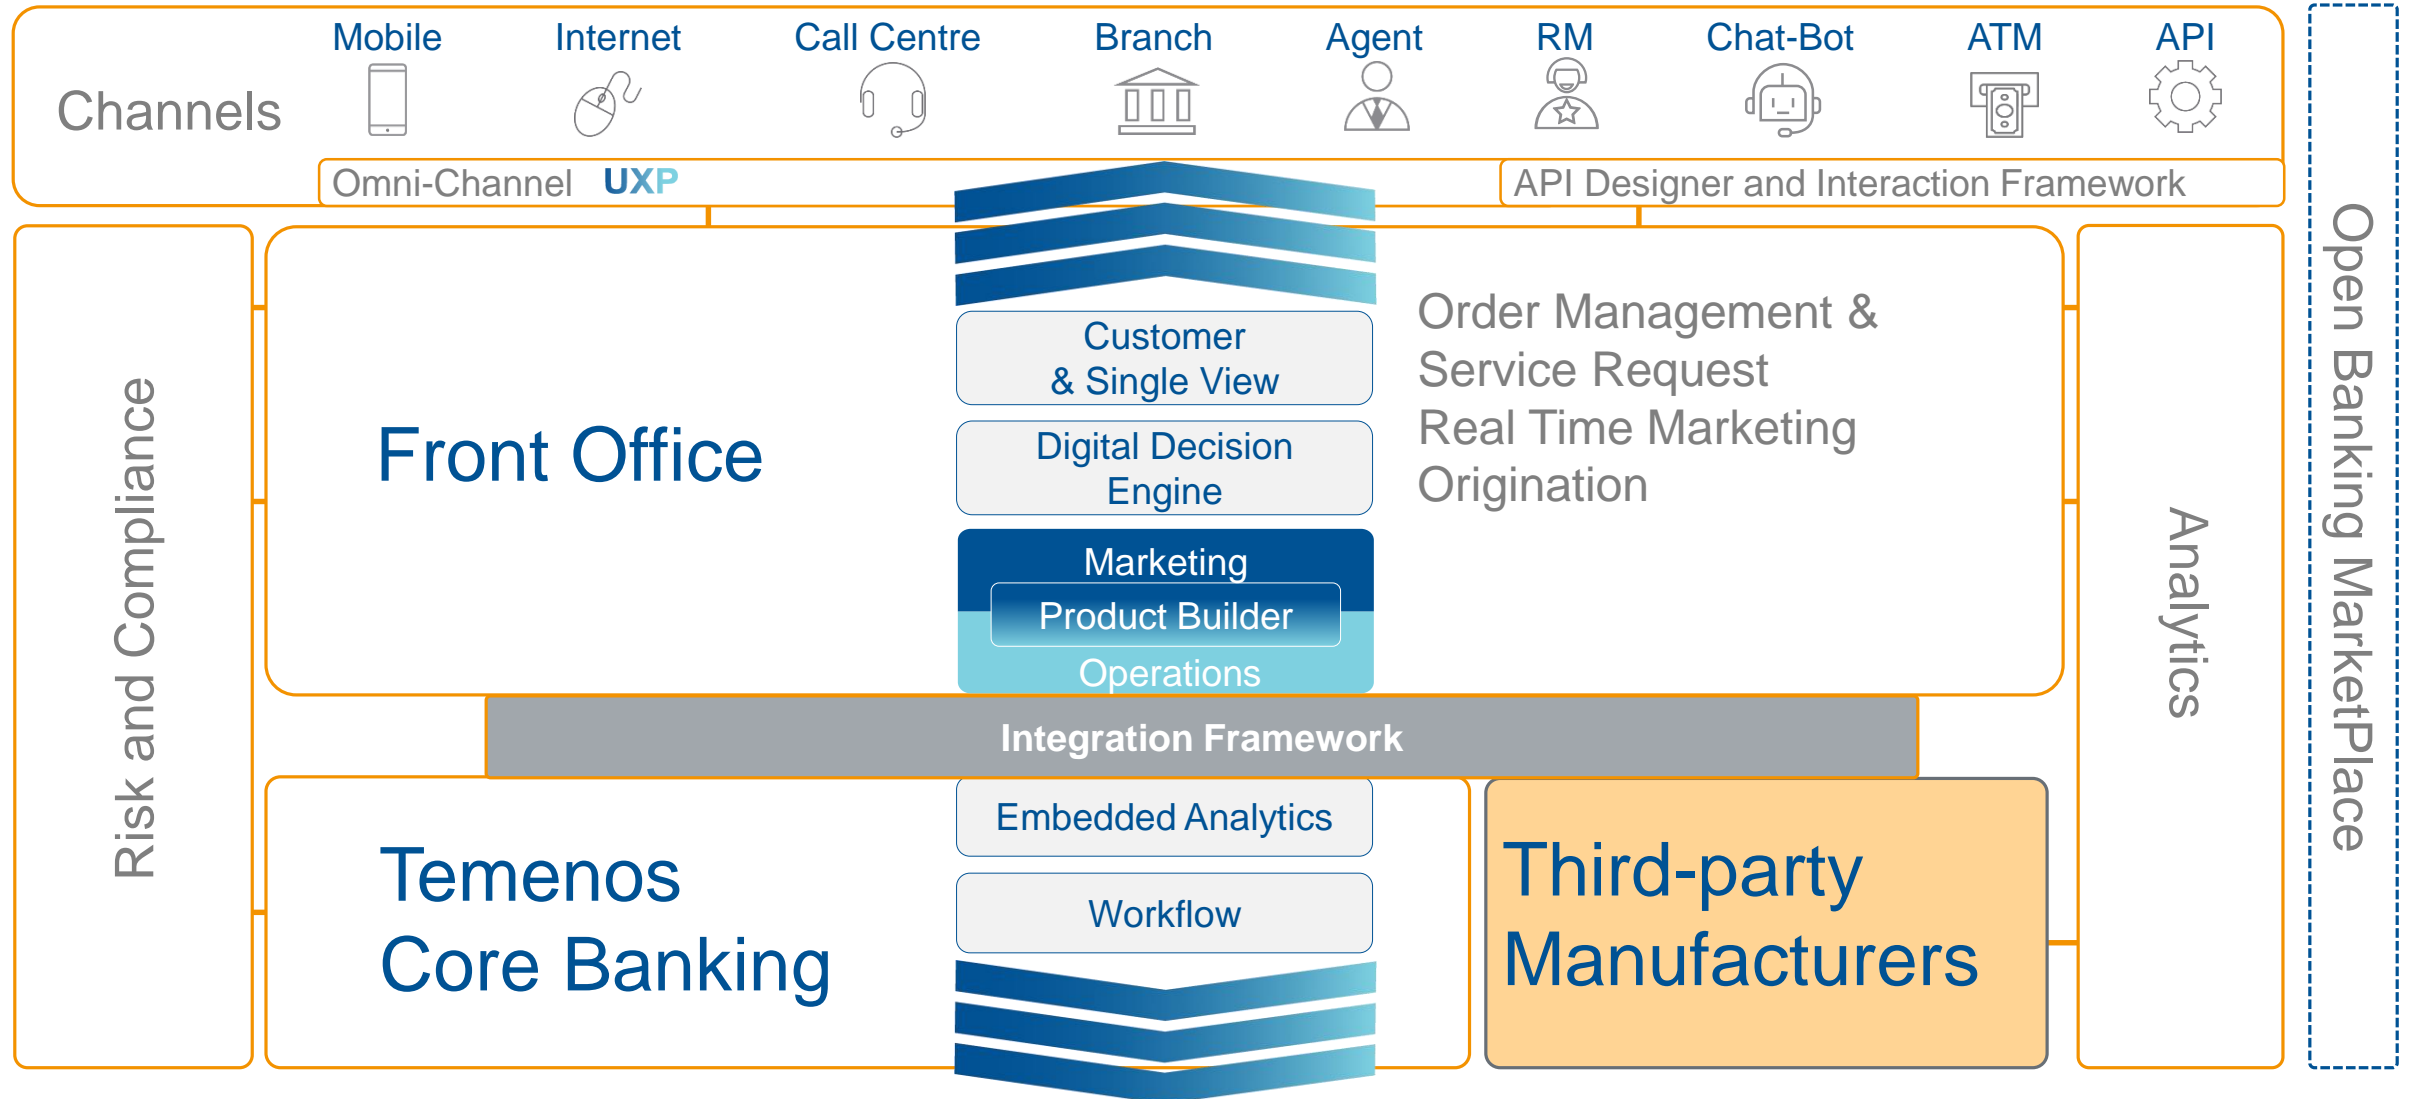 Mobile
Internet
Call Centre
Branch
Agent
RM
Chat-Bot
ATM
API
Channels
Omni-Channel UXP
API Designer and Interaction Framework
Risk and Compliance
Front Office
Customer
& Single View
Digital Decision
Engine
Marketing
Product Builder
Operations
Order Management &
Service Request
Real Time Marketing
Origination
Integration Framework
Temenos
Core Banking
Embedded Analytics
Workflow
Third-party
Manufacturers
Analytics
Open Banking MarketPlace